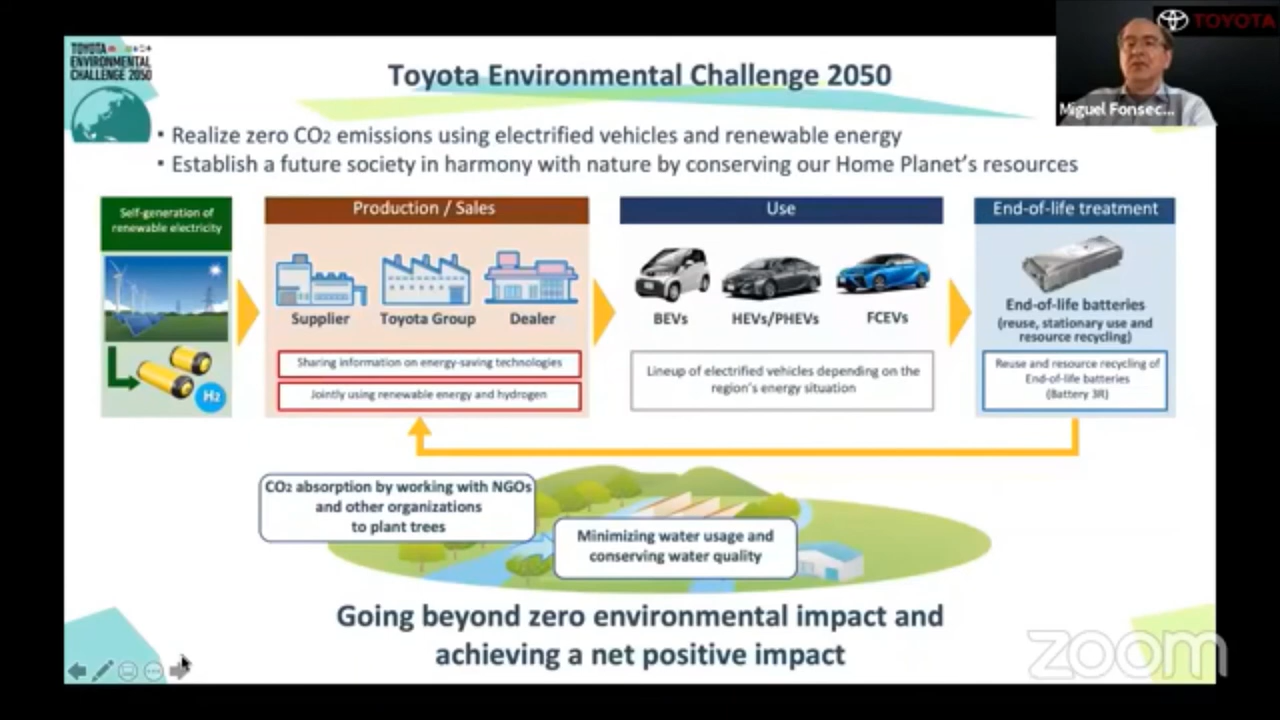 TOYOTA
ENVIRONMENTAL
CHALLENGE 2050
Toyota Environmental Challenge 2050
TOYOTA
Miguel Fonsec...
• Realize zero CO2 emissions using electrified vehicles and renewable energy
• Establish a future society in harmony with nature by conserving our Home Planet's resources
Self-generation of
renewable electricity
H2
Production / Sales
Supplier
Toyota Group
Dealer
Sharing information on energy-saving technologies
Jointly using renewable energy and hydrogen
Use
BEVs
HEVs/PHEVs
FCEVs
Lineup of electrified vehicles depending on the
region's energy situation
End-of-life treatment
End-of-life batteries
(reuse, stationary use and
resource recycling)
Reuse and resource recycling of
End-of-life batteries
(Battery 3R)
CO2 absorption by working with NGOs
and other organizations
to plant trees
Minimizing water usage and
conserving water quality
Going beyond zero environmental impact and
achieving a net positive impact
zoom